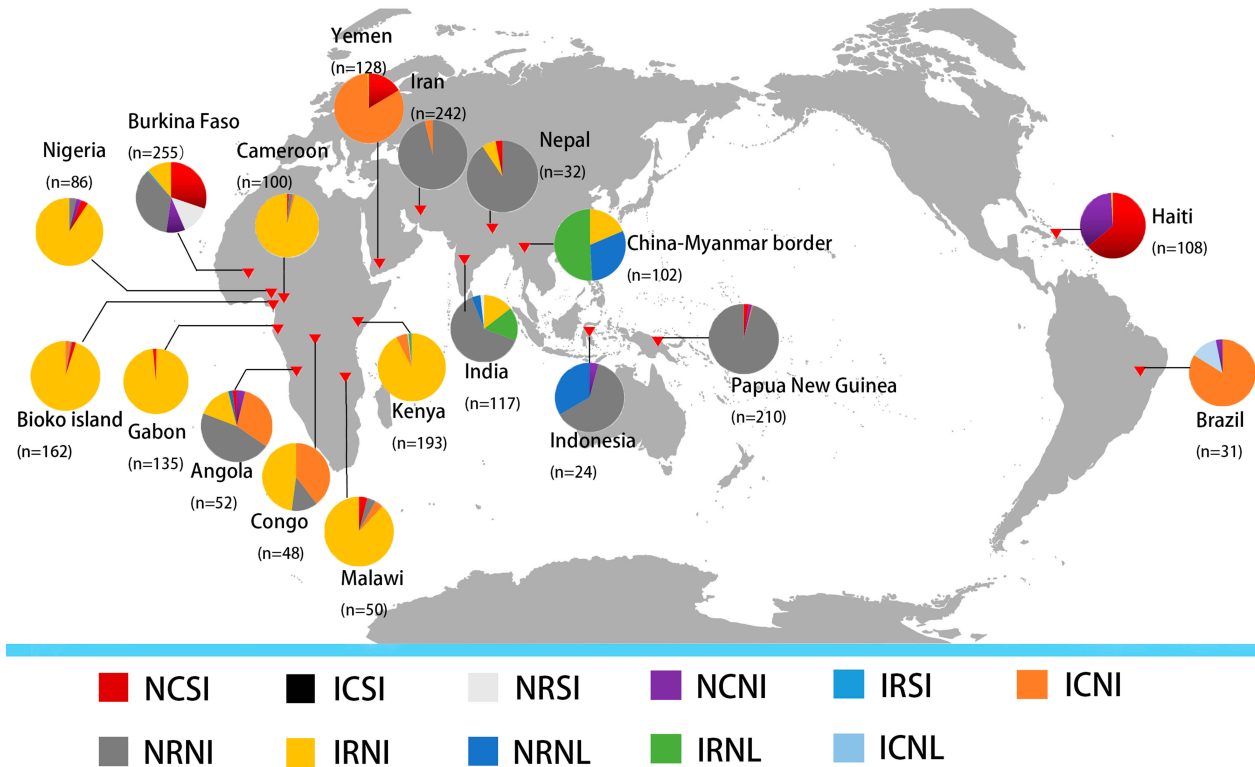 Yemen
(n=128)
Iran
(n=242)
Burkina Faso
(n=255)
Nepal
(n=32)
Nigeria
(n=86)
Cameroon
(n=100)
Haiti
(n=108)
China-Myanmar border
(n=102)
India
(n=117)
Papua New Guinea
(n=210)
Kenya
(n=193)
Bioko island
(n=162)
Gabon
(n=135)
Indonesia
(n=24)
Brazil
(n=31)
Angola
(n=52)
Congo
(n=48)
Malawi
(n=50)
NCSI
ICSI
NRSI
NCNI
IRSI
ICNI
NRNI
IRNI
NRNL
IRNL
ICNL